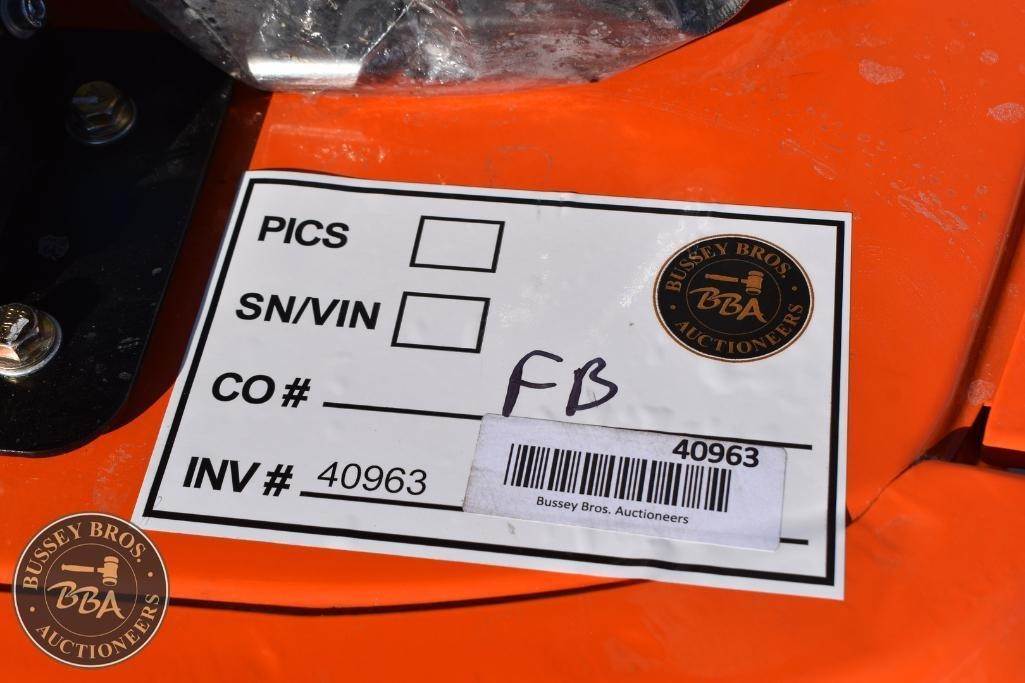 PICS
BUSSEY BROS.
BBA
AUCTIONEERS
SN/VIN
CO # FB
INV # 40963
40963
Bussey Bros. Auctioneers
BUSSEY BROS.
BBA
AUCTIONEERS